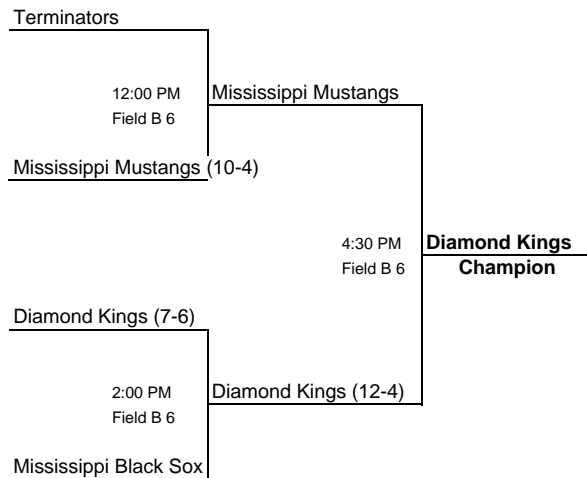 Terminators
12:00 PM
Mississippi Mustangs
Field B 6
Mississippi Mustangs (10-4)
4:30 PM
Diamond Kings
Field B 6
Champion
Diamond Kings (7-6)
2:00 PM
Diamond Kings (12-4)
Field B 6
Mississippi Black Sox